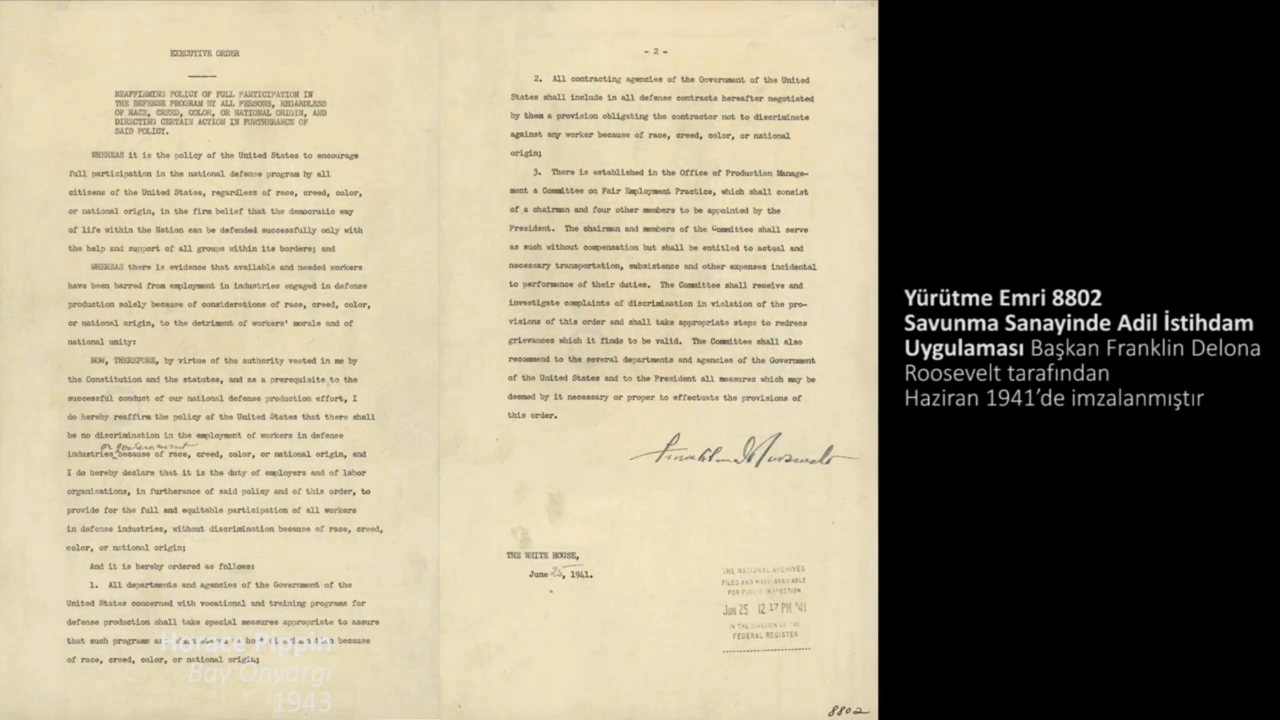 EXECUTIVE ORDER
REAFFIRMING POLICY OF FULL PARTICIPATION IN
THE DEFENSE PROGRAM BY ALL PERSONS, REGARDLESS
OF RACE, CREED, COLOR, OR NATIONAL ORIGIN, AND
DIRECTING CERTAIN ACTION IN FURTHERANCE OF
SAID POLICY.
WHEREAS it is the policy of the United States to encourage
full participation in the national defense program by all
citizens of the United States, regardless of race, creed, color,
or national origin, in the firm belief that the democratic way
of life within the Nation can be defended successfully only with
the help and support of all groups within its borders; and
WHEREAS there is evidence that available and needed workers
have been barred from employment in industries engaged in defense
production solely because of considerations of race, creed, color,
or national origin, to the detriment of workers' morale and of
national unity:
NOW, THEREFORE, by virtue of the authority vested in me by
the Constitution and the statutes, and as a prerequisite to the
successful conduct of our national defense production effort, I
do hereby reaffirm the policy of the United States that there shall
be no discrimination in the employment of workers in defense
or government
industries because of race, creed, color, or national origin, and
I do hereby declare that it is the duty of employers and of labor
organizations, in furtherance of said policy and of this order, to
provide for the full and equitable participation of all workers
in defense industries, without discrimination because of race, creed,
color, or national origin;
And it is hereby ordered as follows:
1. All departments and agencies of the Government of the
United States concerned with vocational and training programs for
defense production shall take special measures appropriate to assure
that such programs because
of race, creed, color, or national origin;
Horace Pippin
Bay Önyargı
1943
- 2 -
2. All contracting agencies of the Government of the United
States shall include in all defense contracts hereafter negotiated
by them a provision obligating the contractor not to discriminate
against any worker because of race, creed, color, or national
origin;
3. There is established in the Office of Production Manage-
ment a Committee on Fair Employment Practice, which shall consist
of a chairman and four other members to be appointed by the
President. The chairman and members of the Committee shall serve
as such without compensation but shall be entitled to actual and
necessary transportation, subsistence and other expenses incidental
to performance of their duties. The Committee shall receive and
investigate complaints of discrimination in violation of the pro-
visions of this order and shall take appropriate steps to redress
grievances which it finds to be valid. The Committee shall also
recommend to the several departments and agencies of the Government
of the United States and to the President all measures which may be
deemed by it necessary or proper to effectuate the provisions of
this order.
Franklin D Roosevelt
THE WHITE HOUSE,
June 25, 1941.
THE NATIONAL ARCHIVES
FILED AND MADE AVAILABLE
FOR PUBLIC INSPECTION
JUN 25 12 17 PM '41
IN THE DIVISION OF THE
FEDERAL REGISTER
8802
Yürütme Emri 8802
Savunma Sanayinde Adil İstihdam
Uygulaması Başkan Franklin Delona
Roosevelt tarafından
Haziran 1941'de imzalanmıştır